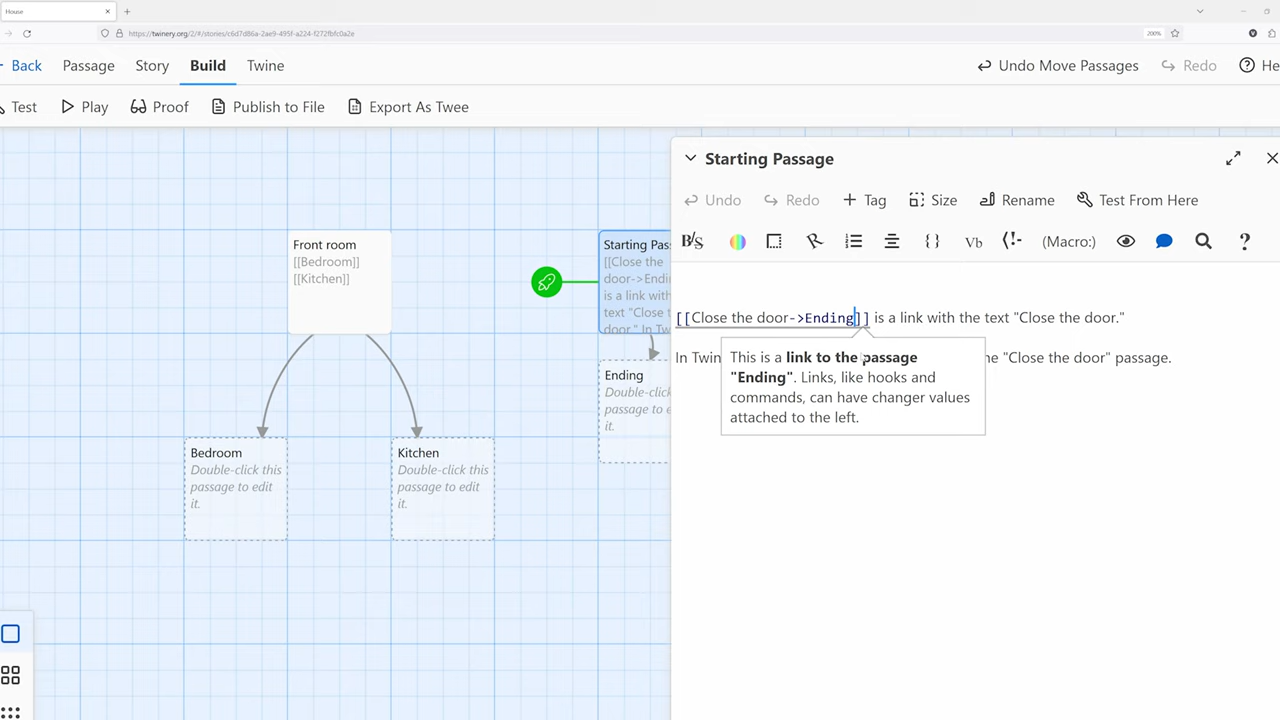 House
https://twinery.org/2/#/stories/c6d7d86a-2ae9-495f-a224-f272fbfc0a2e
200%
Back
Passage
Story
Build
Twine
Undo Move Passages
Redo
He
Test
Play
Proof
Publish to File
Export As Twee
Starting Passage
Undo
Redo
+ Tag
Size
Rename
Test From Here
(Macro:)
[[Close the door->Ending]] is a link with the text "Close the door."
In Twin
e "Close the door" passage.
This is a link to the passage
"Ending". Links, like hooks and
commands, can have changer values
attached to the left.
Front room
[[Bedroom]]
[[Kitchen]]
Starting Pas
[[Close the
door->Endi
is a link with
text "Close t
door." In Tw
Ending
Double-click
passage to e
it.
Bedroom
Double-click this
passage to edit
it.
Kitchen
Double-click this
passage to edit
it.